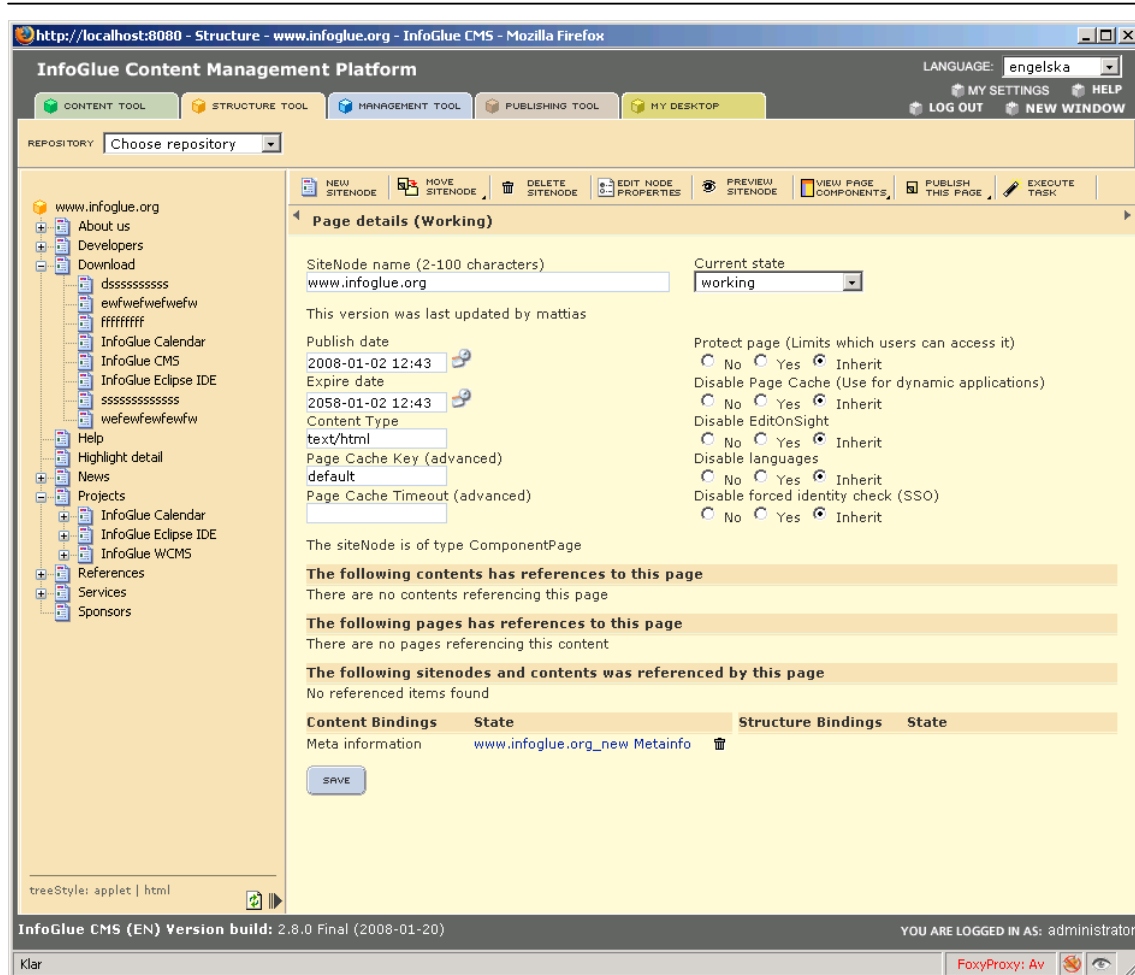 http://localhost:8080 - Structure - www.infoglue.org - InfoGlue CMS - Mozilla Firefox
InfoGlue Content Management Platform
LANGUAGE: engelska
MY SETTINGS HELP
LOG OUT NEW WINDOW
CONTENT TOOL STRUCTURE TOOL MANAGEMENT TOOL PUBLISHING TOOL MY DESKTOP
REPOSITORY Choose repository
www.infoglue.org
About us
Developers
Download
dssssssssss
ewfwefwefwefw
fffffffff
InfoGlue Calendar
InfoGlue CMS
InfoGlue Eclipse IDE
sssssssssssss
wefewfewfewfw
Help
Highlight detail
News
Projects
InfoGlue Calendar
InfoGlue Eclipse IDE
InfoGlue WCMS
References
Services
Sponsors
treeStyle: applet | html
NEW SITENODE MOVE SITENODE DELETE SITENODE EDIT NODE PROPERTIES PREVIEW SITENODE VIEW PAGE COMPONENTS PUBLISH THIS PAGE EXECUTE TASK
Page details (Working)
SiteNode name (2-100 characters)
www.infoglue.org
Current state
working
This version was last updated by mattias
Publish date
2008-01-02 12:43
Expire date
2058-01-02 12:43
Content Type
text/html
Page Cache Key (advanced)
default
Page Cache Timeout (advanced)
Protect page (Limits which users can access it)
No Yes Inherit
Disable Page Cache (Use for dynamic applications)
No Yes Inherit
Disable EditOnSight
No Yes Inherit
Disable languages
No Yes Inherit
Disable forced identity check (SSO)
No Yes Inherit
The siteNode is of type ComponentPage
The following contents has references to this page
There are no contents referencing this page
The following pages has references to this page
There are no pages referencing this content
The following sitenodes and contents was referenced by this page
No referenced items found
Content Bindings State Structure Bindings State
Meta information www.infoglue.org_new Metainfo
SAVE
InfoGlue CMS (EN) Version build: 2.8.0 Final (2008-01-20)
YOU ARE LOGGED IN AS: administrator
Klar
FoxyProxy: Av